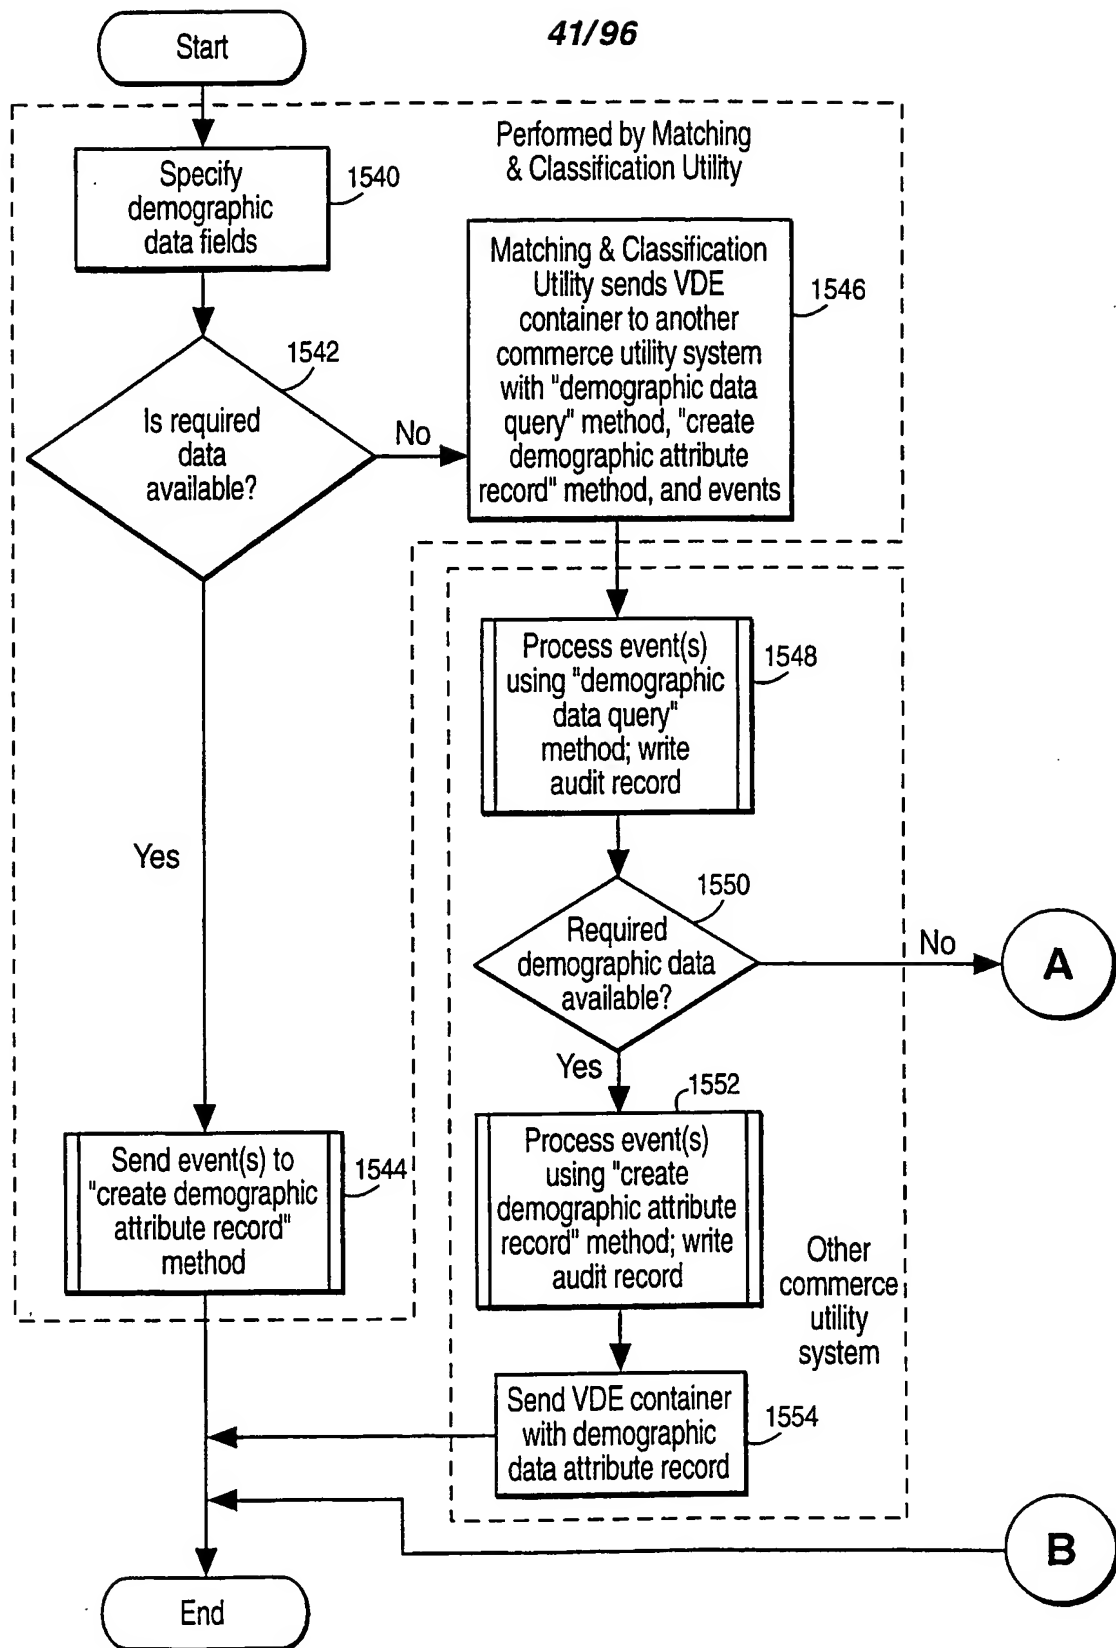 41/96
Start
Performed by Matching
& Classification Utility
Specify
demographic
data fields
1540
Matching & Classification
Utility sends VDE
container to another
commerce utility system
with "demographic data
query" method, "create
demographic attribute
record" method, and events
1546
1542
Is required
data
available?
No
Process event(s)
using "demographic
data query"
method; write
audit record
1548
Yes
1550
Required
demographic data
available?
No
A
Yes
1552
Process event(s)
using "create
demographic attribute
record" method; write
audit record
Send event(s) to
"create demographic
attribute record"
method
1544
Other
commerce
utility
system
Send VDE container
with demographic
data attribute record
1554
B
End